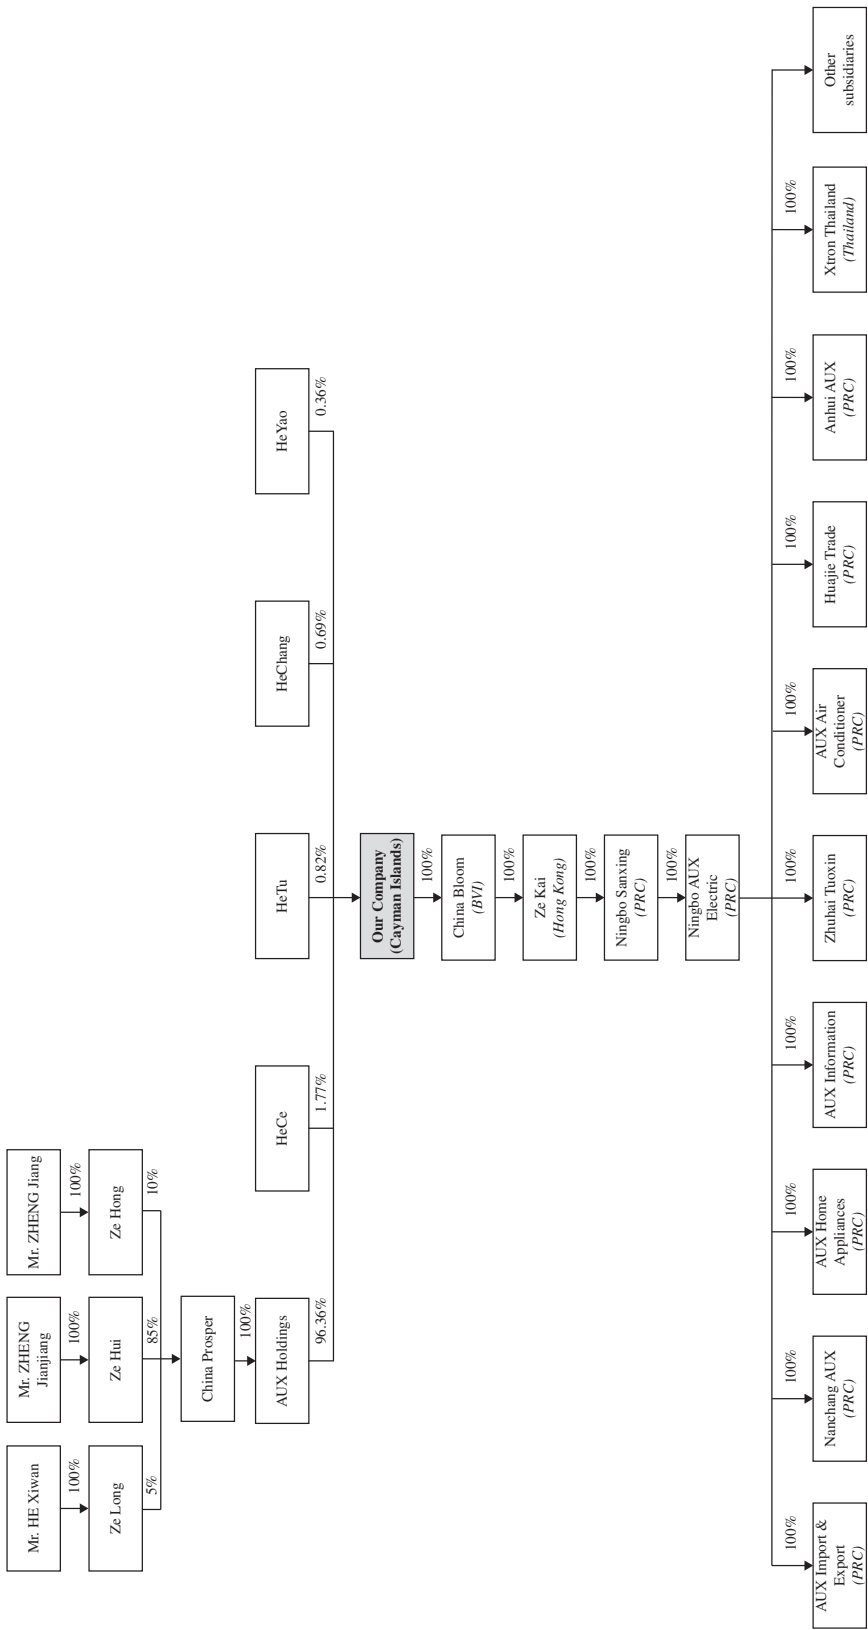 Mr. HE Xiwan
Mr. ZHENG
Jianjiang
Mr. ZHENG Jiang
100%
100%
100%
Ze Long
Ze Hui
Ze Hong
5%
85%
10%
China Prosper
100%
AUX Holdings
HeCe
HeTu
HeChang
HeYao
96.36%
1.77%
0.82%
0.69%
0.36%
Our Company
(Cayman Islands)
100%
China Bloom
(BVI)
100%
Ze Kai
(Hong Kong)
100%
Ningbo Sanxing
(PRC)
100%
Ningbo AUX
Electric
(PRC)
100%
100%
100%
100%
100%
100%
100%
100%
100%
AUX Import &
Export
(PRC)
Nanchang AUX
(PRC)
AUX Home
Appliances
(PRC)
AUX Information
(PRC)
Zhuhai Tuoxin
(PRC)
AUX Air
Conditioner
(PRC)
Huajie Trade
(PRC)
Anhui AUX
(PRC)
Xtron Thailand
(Thailand)
Other
subsidiaries